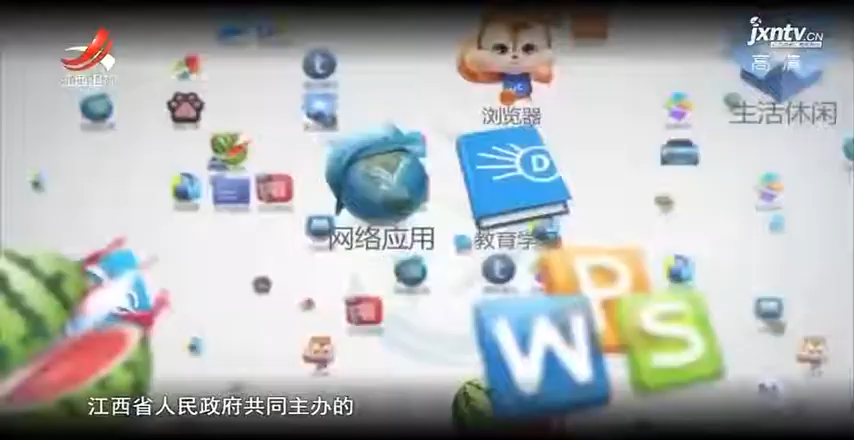 jxntv.CN
高清
浏览器
生活休闲
D
网络应用
教育学习
P
W
S
江西省人民政府共同主办的